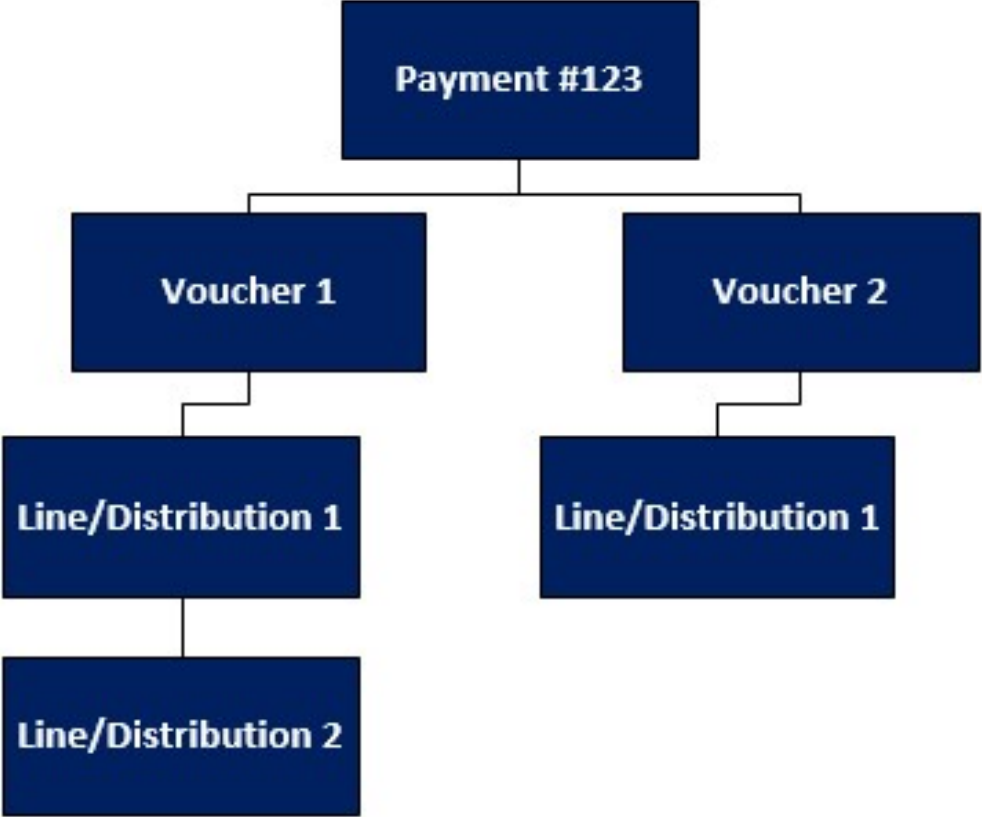 Payment #123
Voucher 1
Voucher 2
Line/Distribution 1
Line/Distribution 1
Line/Distribution 2